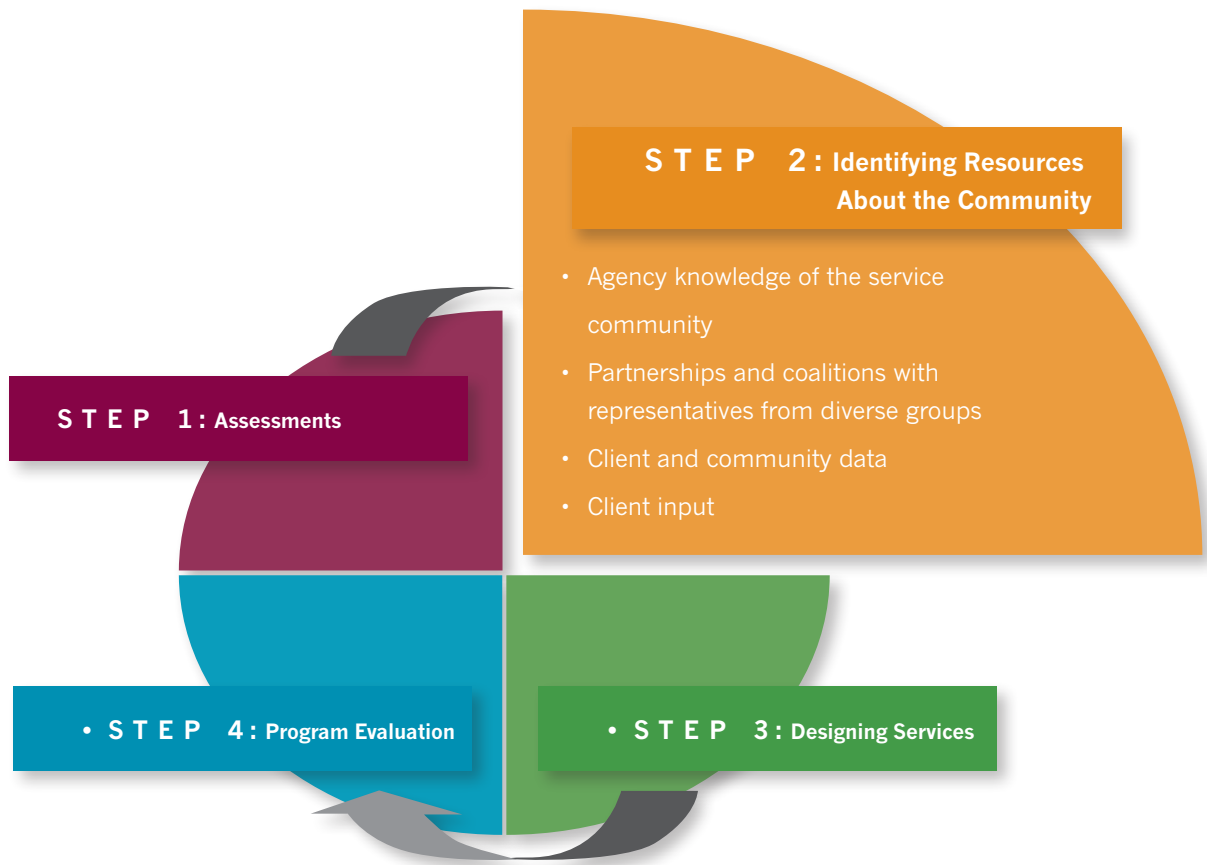 STEP 1: Assessments
STEP 2: Identifying Resources
About the Community
• Agency knowledge of the service
community
• Partnerships and coalitions with
representatives from diverse groups
• Client and community data
• Client input
• STEP 3: Designing Services
• STEP 4: Program Evaluation